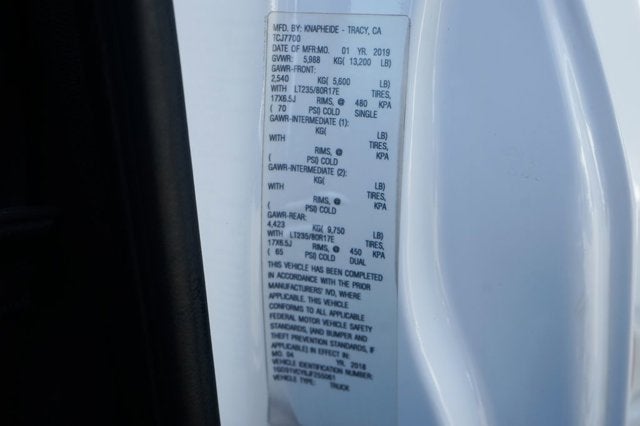 MFD. BY: KNAPHEIDE - TRACY, CA
TCJ7700
DATE OF MFR:MO. 01 YR. 2019
GVWR: 5,988 KG( 13,200 LB)
GAWR-FRONT:
2,540 KG( 5,600 LB)
WITH LT235/80R17E TIRES,
17X6.5J RIMS, @ 480 KPA
( 70 PSI) COLD SINGLE
GAWR-INTERMEDIATE (1):
KG( LB)
WITH TIRES,
RIMS, @ KPA
( PSI) COLD
GAWR-INTERMEDIATE (2):
KG( LB)
WITH TIRES,
RIMS, @ KPA
( PSI) COLD
GAWR-REAR:
4,423 KG( 9,750 LB)
WITH LT235/80R17E TIRES,
17X6.5J RIMS, @ 450 KPA
( 65 PSI) COLD DUAL
THIS VEHICLE HAS BEEN COMPLETED
IN ACCORDANCE WITH THE PRIOR
MANUFACTURERS' IVD, WHERE
APPLICABLE. THIS VEHICLE
CONFORMS TO ALL APPLICABLE
FEDERAL MOTOR VEHICLE SAFETY
STANDARDS, [AND BUMPER AND
THEFT PREVENTION STANDARDS, IF
APPLICABLE] IN EFFECT IN:
MO. 04 YR. 2018
VEHICLE IDENTIFICATION NUMBER:
VEHICLE TYPE: TRUCK